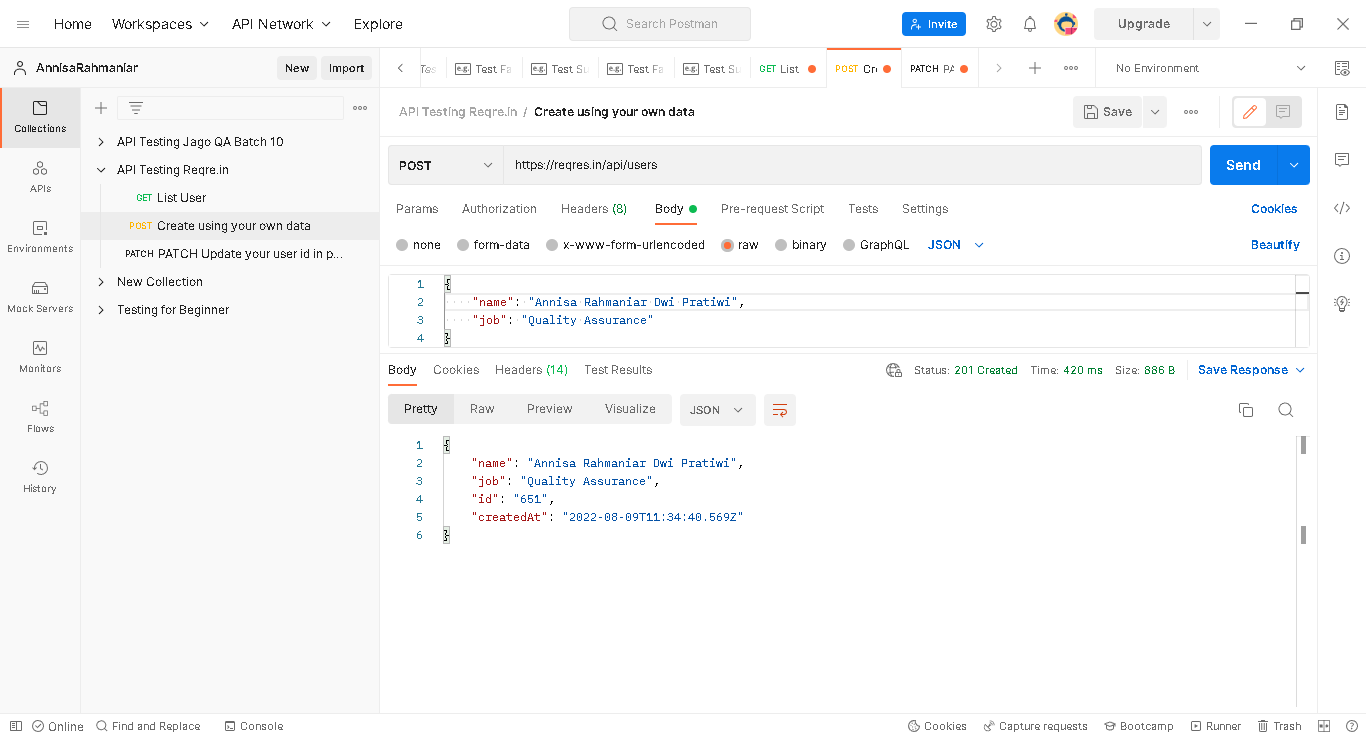 Home Workspaces API Network Explore Search Postman Invite Upgrade
AnnisaRahmaniar New Import Tes Test Fa Test Su Test Fa Test Su GET List POST Cre PATCH PA No Environment
Collections
APIs
Environments
Mock Servers
Monitors
Flows
History
API Testing Jago QA Batch 10
API Testing Reqre.in
GET List User
POST Create using your own data
PATCH PATCH Update your user id in p...
New Collection
Testing for Beginner
API Testing Reqre.in / Create using your own data Save
POST https://reqres.in/api/users Send
Params Authorization Headers (8) Body Pre-request Script Tests Settings Cookies
none form-data x-www-form-urlencoded raw binary GraphQL JSON Beautify
1 {
2 "name": "Annisa Rahmaniar Dwi Pratiwi",
3 "job": "Quality Assurance"
4 }
Body Cookies Headers (14) Test Results Status: 201 Created Time: 420 ms Size: 886 B Save Response
Pretty Raw Preview Visualize JSON
1 {
2 "name": "Annisa Rahmaniar Dwi Pratiwi",
3 "job": "Quality Assurance",
4 "id": "651",
5 "createdAt": "2022-08-09T11:34:40.569Z"
6 }
Online Find and Replace Console Cookies Capture requests Bootcamp Runner Trash